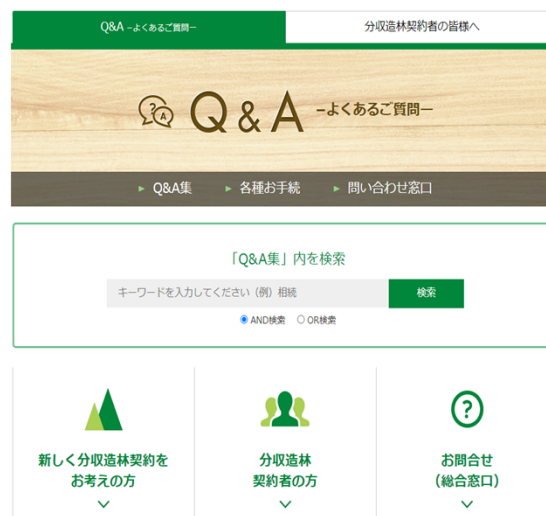 Q&A –よくあるご質問–
分収造林契約者の皆様へ
Q & A –よくあるご質問–
Q&A集
各種お手続
問い合わせ窓口
「Q&A集」内を検索
キーワードを入力してください（例）相続
検索
AND検索
OR検索
新しく分収造林契約を
お考えの方
分収造林
契約者の方
お問合せ
（総合窓口）